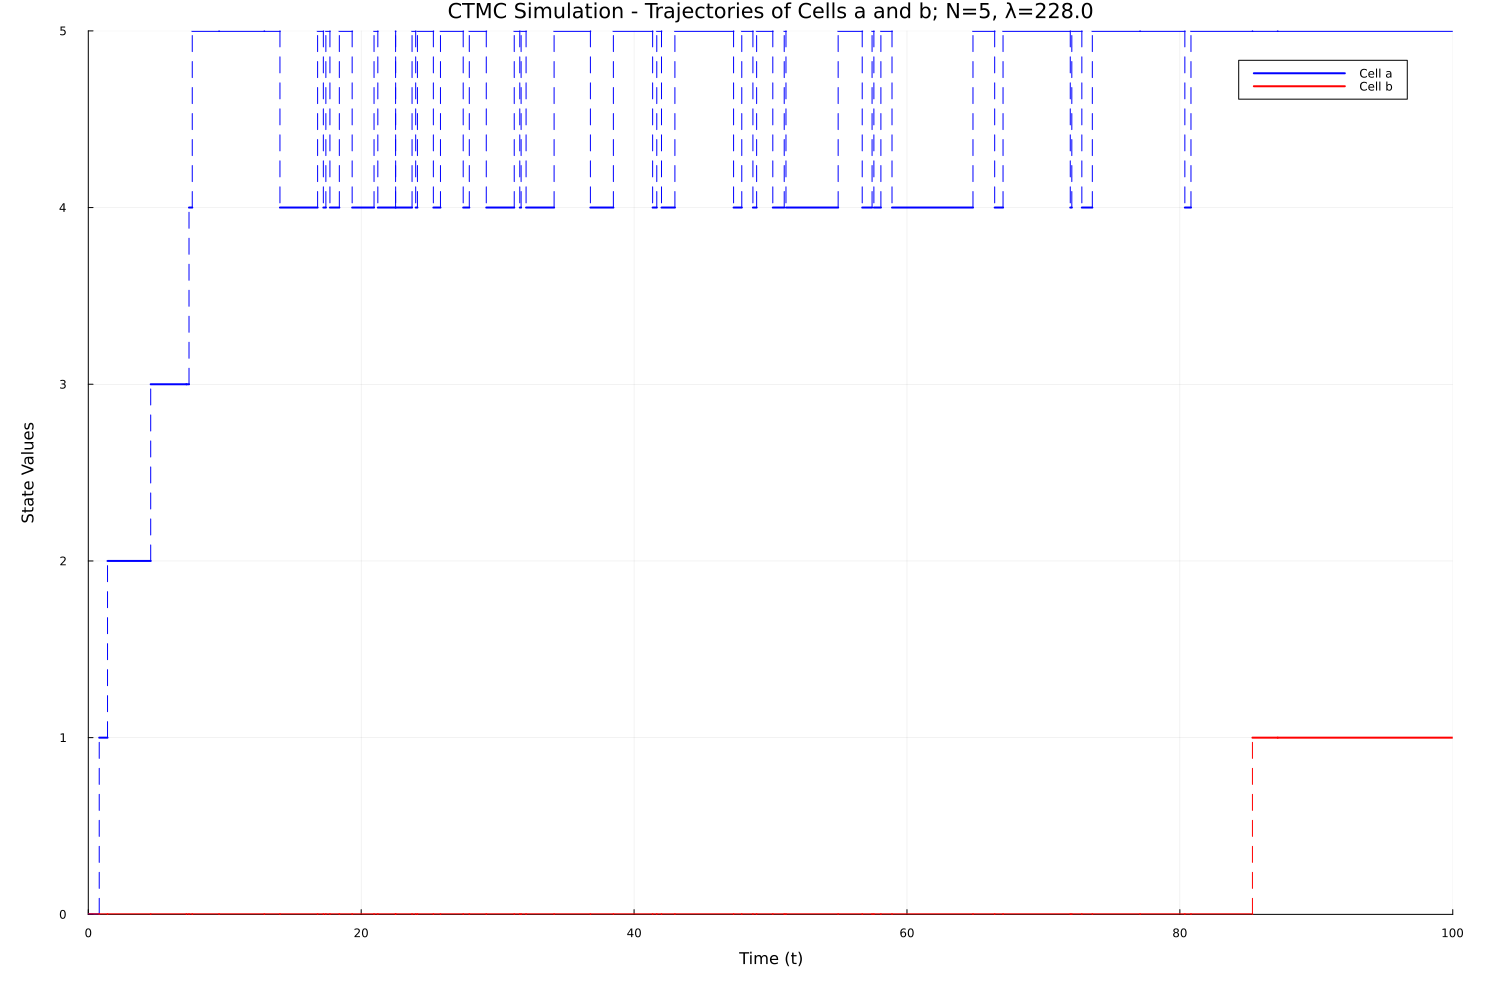 CTMC Simulation - Trajectories of Cells a and b; N=5, λ=228.0
5
Cell a
Cell b
4
3
State Values
2
1
0
0 20 40 60 80 100
Time (t)